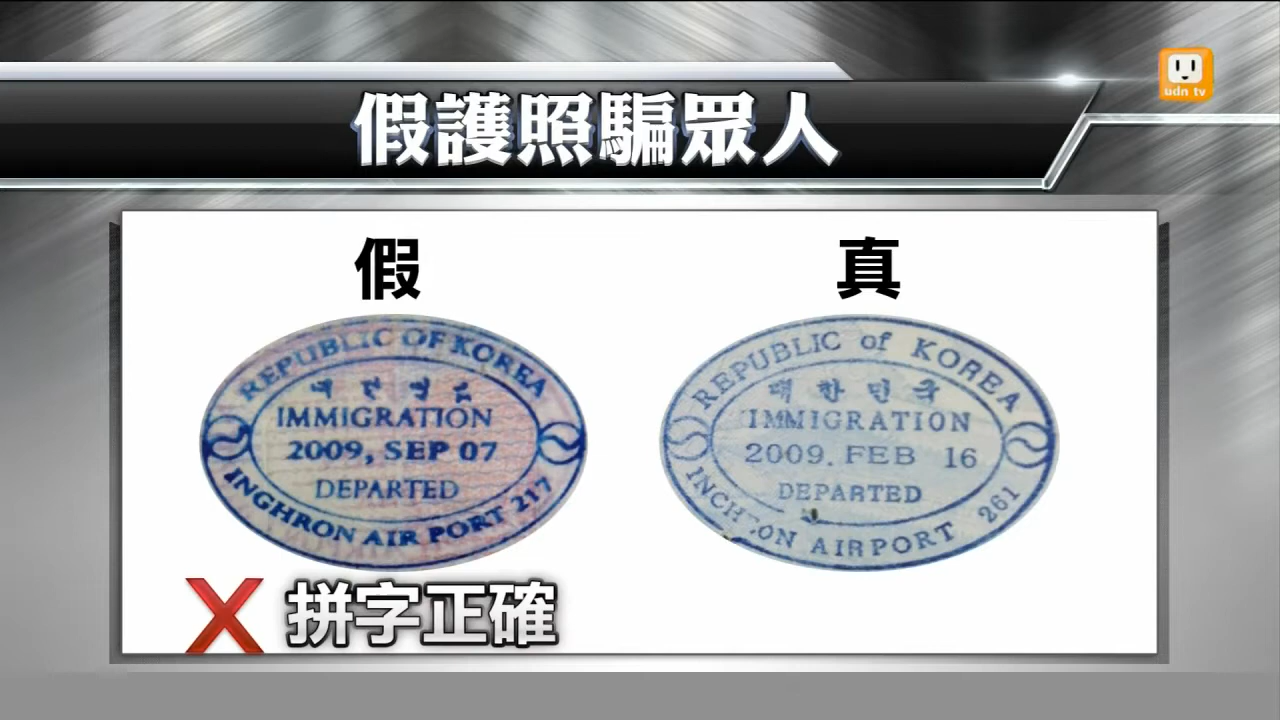 udn tv
假護照騙眾人
假
真
REPUBLIC OF KOREA
IMMIGRATION
2009, SEP 07
DEPARTED
INGHRON AIR PORT 217
REPUBLIC of KOREA
대한민국
IMMIGRATION
2009. FEB 16
DEPARTED
AIRPORT 261
X 拼字正確